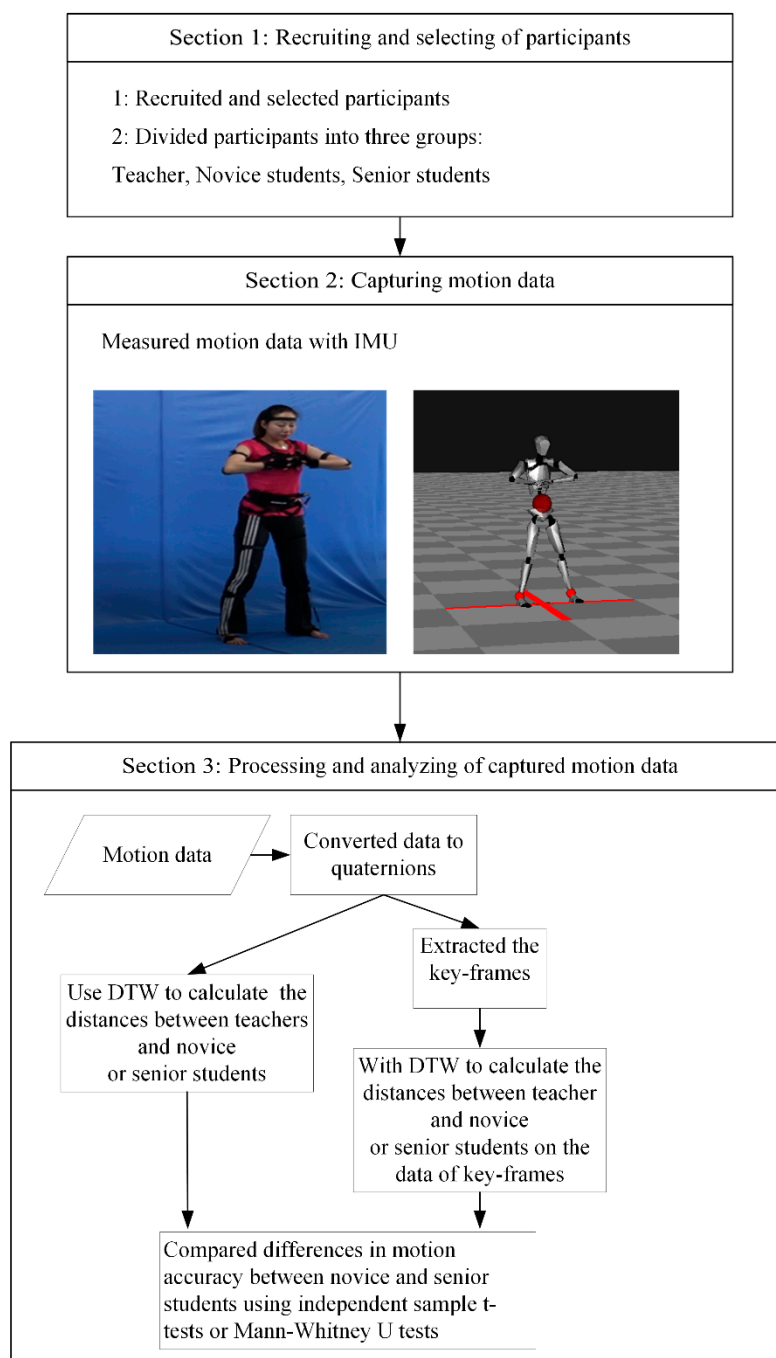 Section 1: Recruiting and selecting of participants
1: Recruited and selected participants
2: Divided participants into three groups:
Teacher, Novice students, Senior students
Section 2: Capturing motion data
Measured motion data with IMU
Section 3: Processing and analyzing of captured motion data
Motion data
Converted data to
quaternions
Extracted the
key-frames
Use DTW to calculate the
distances between teachers
and novice
or senior students
With DTW to calculate the
distances between teacher
and novice
or senior students on the
data of key-frames
Compared differences in motion
accuracy between novice and senior
students using independent sample t-
tests or Mann-Whitney U tests